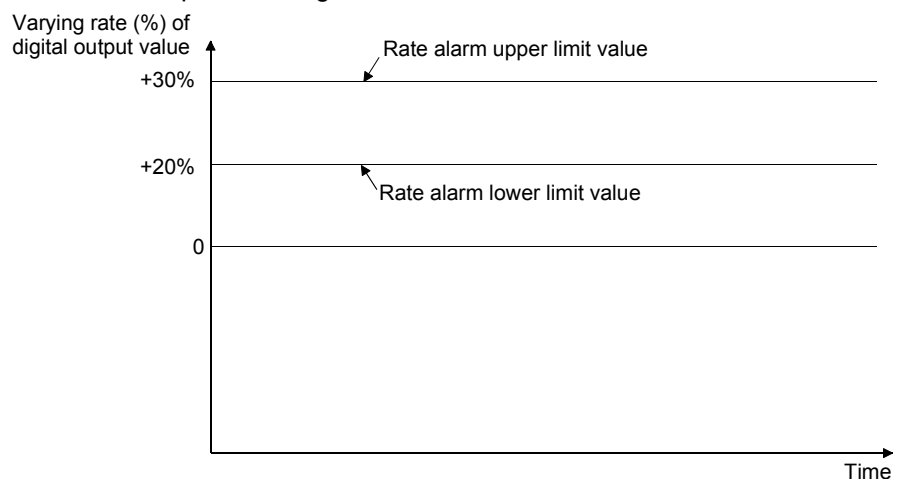 Varying rate (%) of
digital output value
Rate alarm upper limit value
+30%
+20%
Rate alarm lower limit value
0
Time